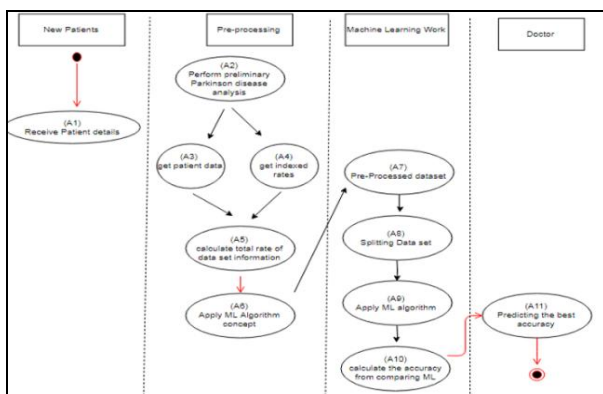 New Patients
Pre-processing
Machine Learning Work
Doctor
(A1)
Receive Patient details
(A2)
Perform preliminary
Parkinson disease
analysis
(A3)
get patient data
(A4)
get indexed
rates
(A5)
calculate total rate of
data set information
(A6)
Apply ML Algorithm
concept
(A7)
Pre-Processed dataset
(A8)
Splitting Data set
(A9)
Apply ML algorithm
(A10)
calculate the accuracy
from comparing ML
(A11)
Predicting the best
accuracy